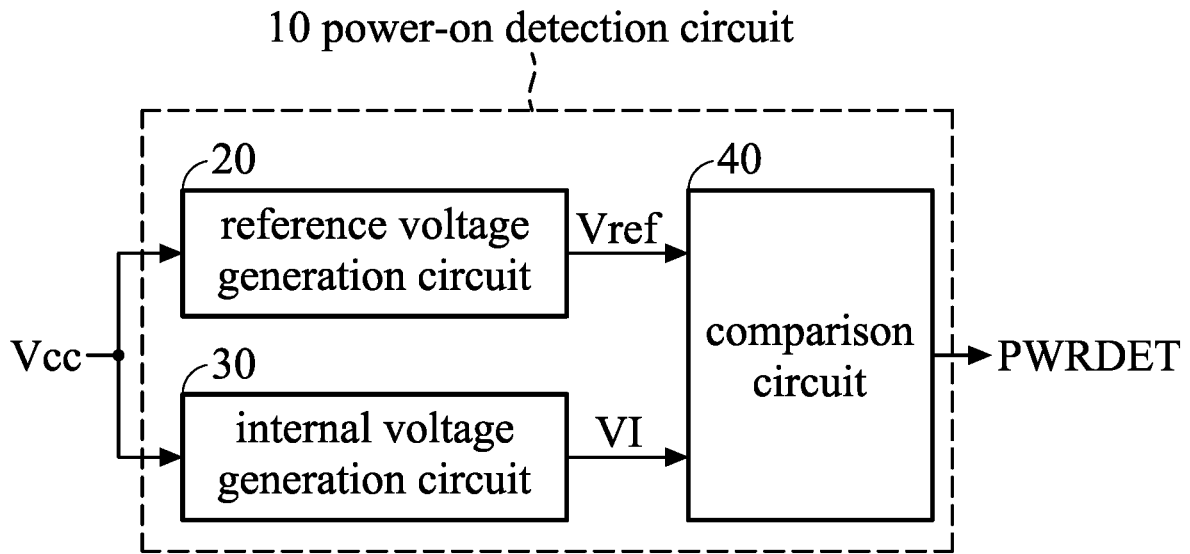 10 power-on detection circuit
20
reference voltage
generation circuit
Vref
40
comparison
circuit
Vcc
PWRDET
30
internal voltage
generation circuit
VI